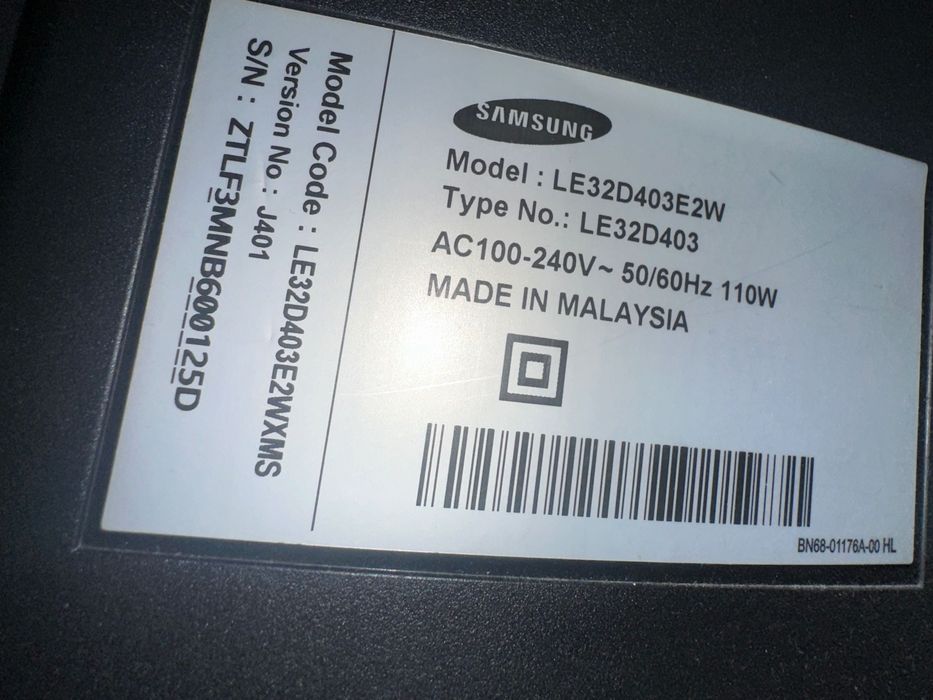 SAMSUNG
Model : LE32D403E2W
Type No.: LE32D403
AC100-240V~ 50/60Hz 110W
MADE IN MALAYSIA
BN68-01176A-00 HL
Model Code : LE32D403E2WXMS
Version No : J401
S/N : ZTLF3MNB600125D